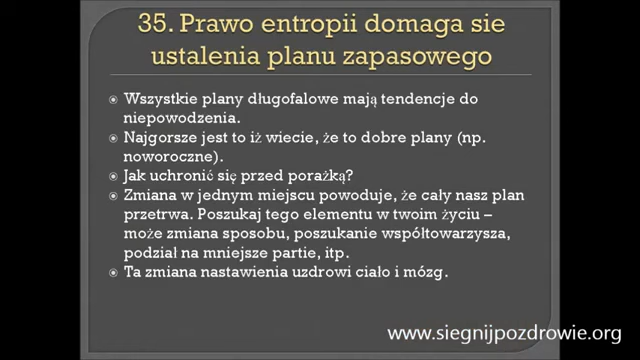 35. Prawo entropii domaga sie
ustalenia planu zapasowego
Wszystkie plany długofalowe mają tendencje do
niepowodzenia.
Najgorsze jest to iż wiecie, że to dobre plany (np.
noworoczne).
Jak uchronić się przed porażką?
Zmiana w jednym miejscu powoduje, że cały nasz plan
przetrwa. Poszukaj tego elementu w twoim życiu –
może zmiana sposobu, poszukanie współtowarzysza,
podział na mniejsze partie, itp.
Ta zmiana nastawienia uzdrowi ciało i mózg.
www.siegnijpozdrowie.org